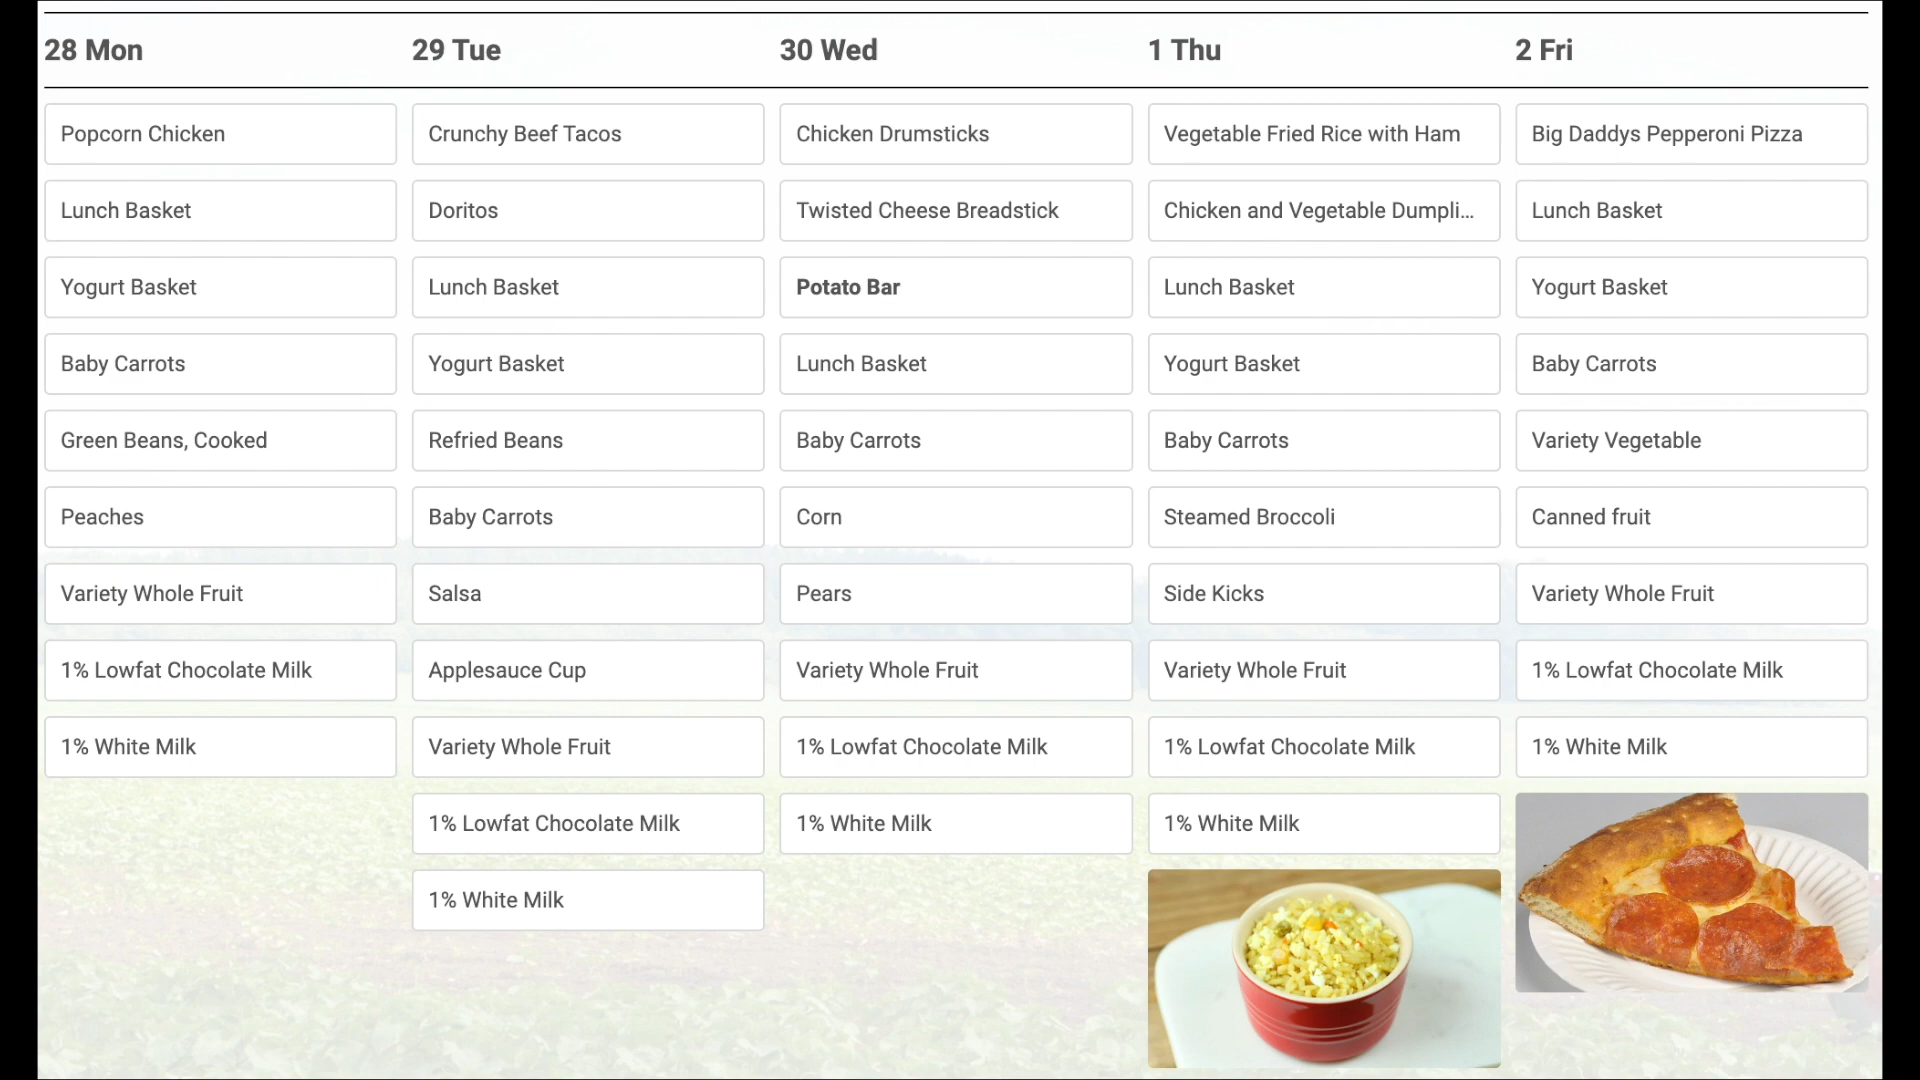 28 Mon
Popcorn Chicken
Lunch Basket
Yogurt Basket
Baby Carrots
Green Beans, Cooked
Peaches
Variety Whole Fruit
1% Lowfat Chocolate Milk
1% White Milk
29 Tue
Crunchy Beef Tacos
Doritos
Lunch Basket
Yogurt Basket
Refried Beans
Baby Carrots
Salsa
Applesauce Cup
Variety Whole Fruit
1% Lowfat Chocolate Milk
1% White Milk
30 Wed
Chicken Drumsticks
Twisted Cheese Breadstick
Potato Bar
Lunch Basket
Baby Carrots
Corn
Pears
Variety Whole Fruit
1% Lowfat Chocolate Milk
1% White Milk
1 Thu
Vegetable Fried Rice with Ham
Chicken and Vegetable Dumpli...
Lunch Basket
Yogurt Basket
Baby Carrots
Steamed Broccoli
Side Kicks
Variety Whole Fruit
1% Lowfat Chocolate Milk
1% White Milk
2 Fri
Big Daddys Pepperoni Pizza
Lunch Basket
Yogurt Basket
Baby Carrots
Variety Vegetable
Canned fruit
Variety Whole Fruit
1% Lowfat Chocolate Milk
1% White Milk